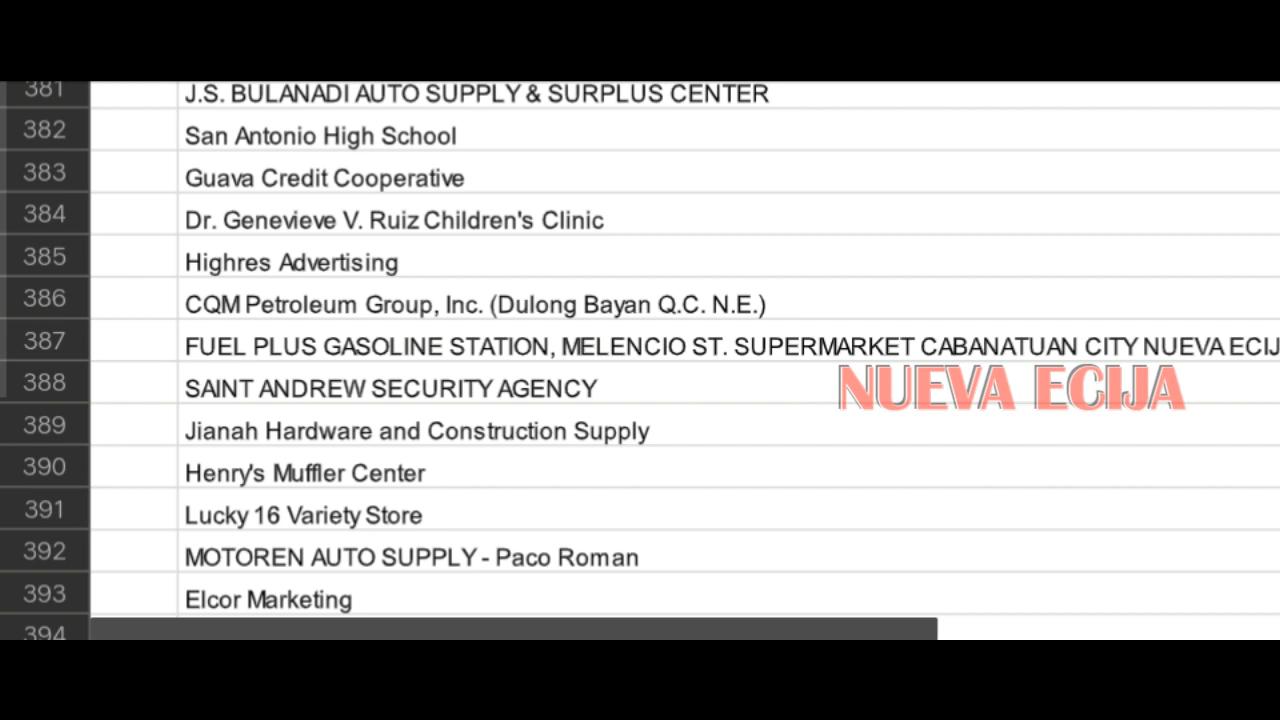 381 J.S. BULANADI AUTO SUPPLY & SURPLUS CENTER
382 San Antonio High School
383 Guava Credit Cooperative
384 Dr. Genevieve V. Ruiz Children's Clinic
385 Highres Advertising
386 CQM Petroleum Group, Inc. (Dulong Bayan Q.C. N.E.)
387 FUEL PLUS GASOLINE STATION, MELENCIO ST. SUPERMARKET CABANATUAN CITY NUEVA ECIJ
388 SAINT ANDREW SECURITY AGENCY
NUEVA ECIJA
389 Jianah Hardware and Construction Supply
390 Henry's Muffler Center
391 Lucky 16 Variety Store
392 MOTOREN AUTO SUPPLY - Paco Roman
393 Elcor Marketing
394